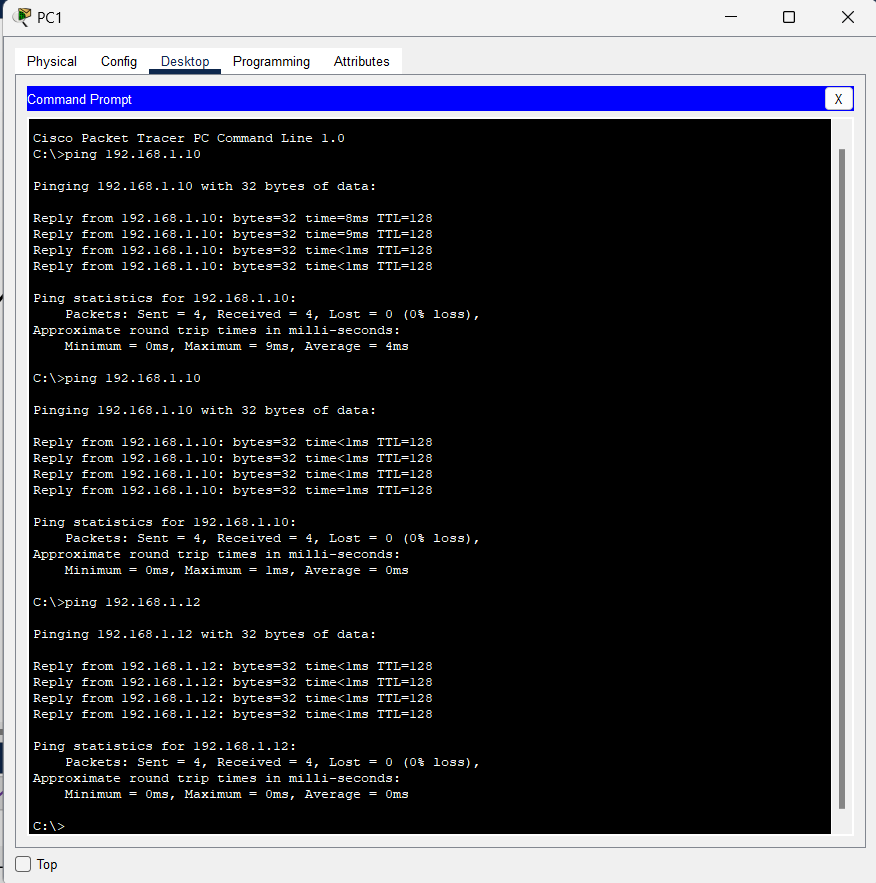 PC1
Physical Config Desktop Programming Attributes
Command Prompt X
Cisco Packet Tracer PC Command Line 1.0
C:\>ping 192.168.1.10
Pinging 192.168.1.10 with 32 bytes of data:
Reply from 192.168.1.10: bytes=32 time=8ms TTL=128
Reply from 192.168.1.10: bytes=32 time=9ms TTL=128
Reply from 192.168.1.10: bytes=32 time<1ms TTL=128
Reply from 192.168.1.10: bytes=32 time<1ms TTL=128
Ping statistics for 192.168.1.10:
Packets: Sent = 4, Received = 4, Lost = 0 (0% loss),
Approximate round trip times in milli-seconds:
Minimum = 0ms, Maximum = 9ms, Average = 4ms
C:\>ping 192.168.1.10
Pinging 192.168.1.10 with 32 bytes of data:
Reply from 192.168.1.10: bytes=32 time<1ms TTL=128
Reply from 192.168.1.10: bytes=32 time<1ms TTL=128
Reply from 192.168.1.10: bytes=32 time<1ms TTL=128
Reply from 192.168.1.10: bytes=32 time=1ms TTL=128
Ping statistics for 192.168.1.10:
Packets: Sent = 4, Received = 4, Lost = 0 (0% loss),
Approximate round trip times in milli-seconds:
Minimum = 0ms, Maximum = 1ms, Average = 0ms
C:\>ping 192.168.1.12
Pinging 192.168.1.12 with 32 bytes of data:
Reply from 192.168.1.12: bytes=32 time<1ms TTL=128
Reply from 192.168.1.12: bytes=32 time<1ms TTL=128
Reply from 192.168.1.12: bytes=32 time<1ms TTL=128
Reply from 192.168.1.12: bytes=32 time<1ms TTL=128
Ping statistics for 192.168.1.12:
Packets: Sent = 4, Received = 4, Lost = 0 (0% loss),
Approximate round trip times in milli-seconds:
Minimum = 0ms, Maximum = 0ms, Average = 0ms
C:\>
Top